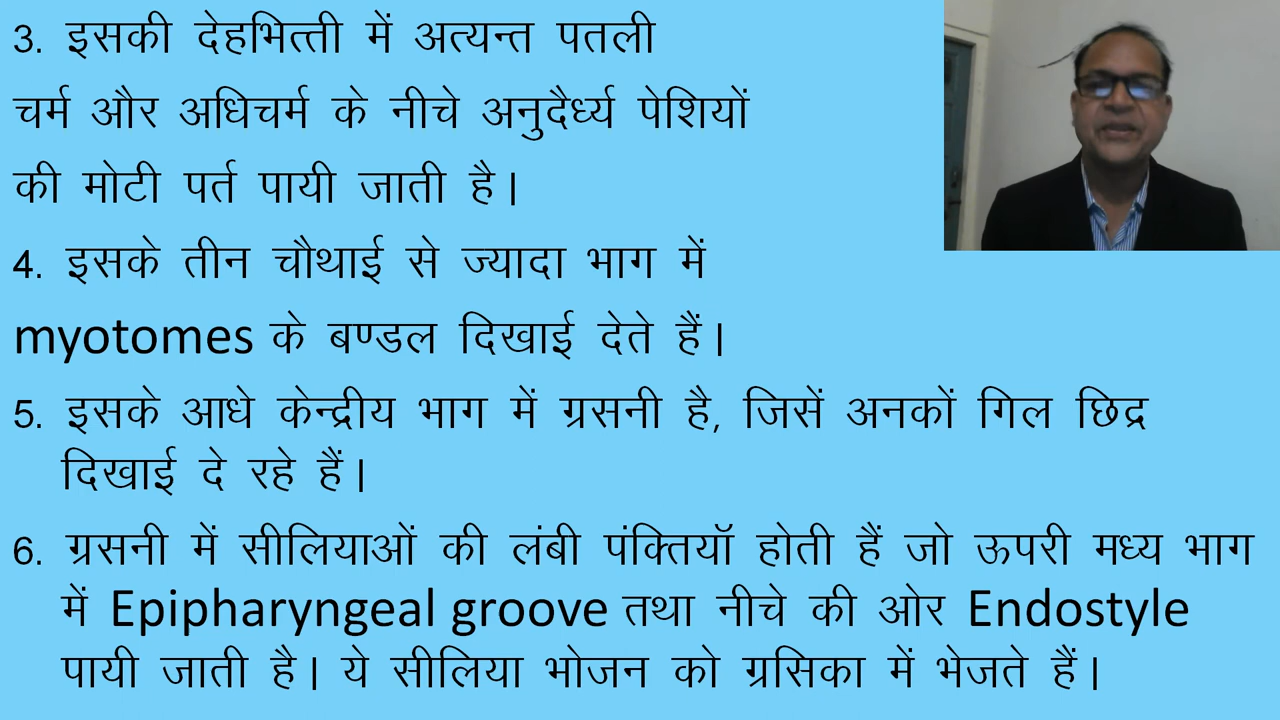 3. इसकी देहभित्ती में अत्यन्त पतली
चर्म और अधिचर्म के नीचे अनुदैर्ध्य पेशियों
की मोटी पर्त पायी जाती है।
4. इसके तीन चौथाई से ज्यादा भाग में
myotomes के बण्डल दिखाई देते हैं।
5. इसके आधे केन्द्रीय भाग में ग्रसनी है, जिसें अनकों गिल छिद्र
दिखाई दे रहे हैं।
6. ग्रसनी में सीलियाओं की लंबी पंक्तियॉ होती हैं जो ऊपरी मध्य भाग
में Epipharyngeal groove तथा नीचे की ओर Endostyle
पायी जाती है। ये सीलिया भोजन को ग्रसिका में भेजते हैं।